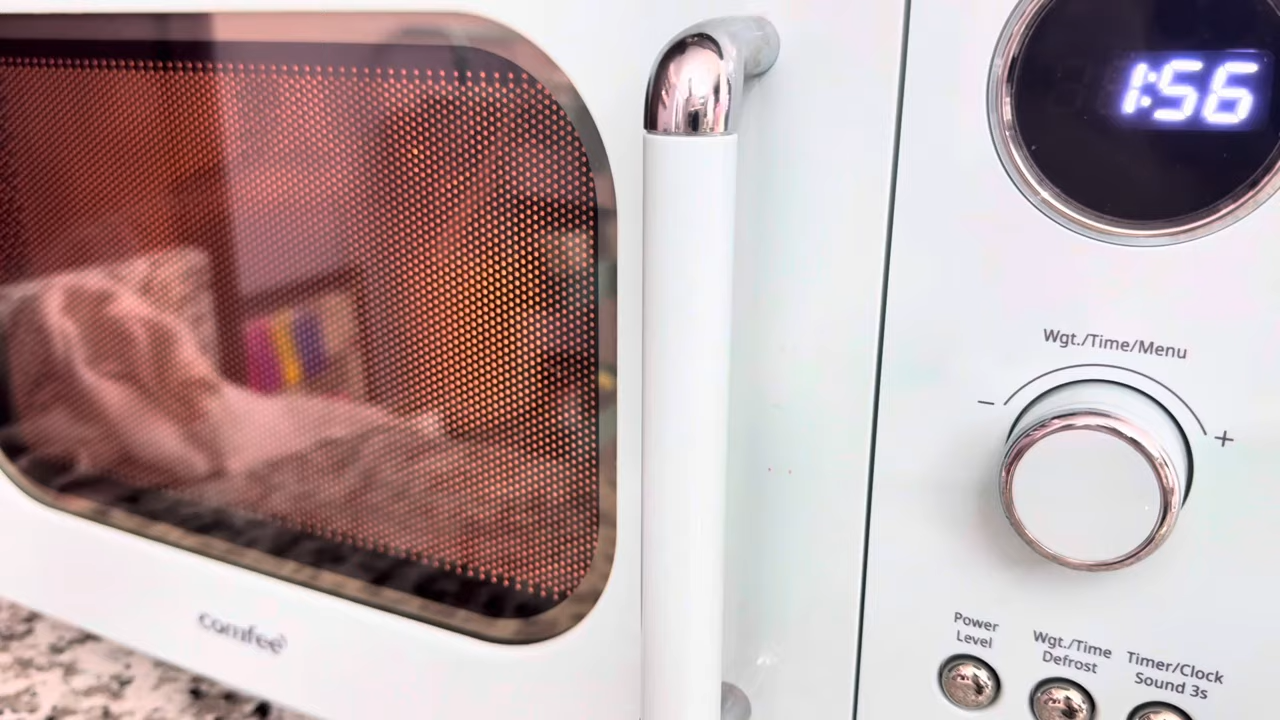 1:56
Wgt./Time/Menu
− +
comfee'
Power
Level
Wgt./Time
Defrost
Timer/Clock
Sound 3s